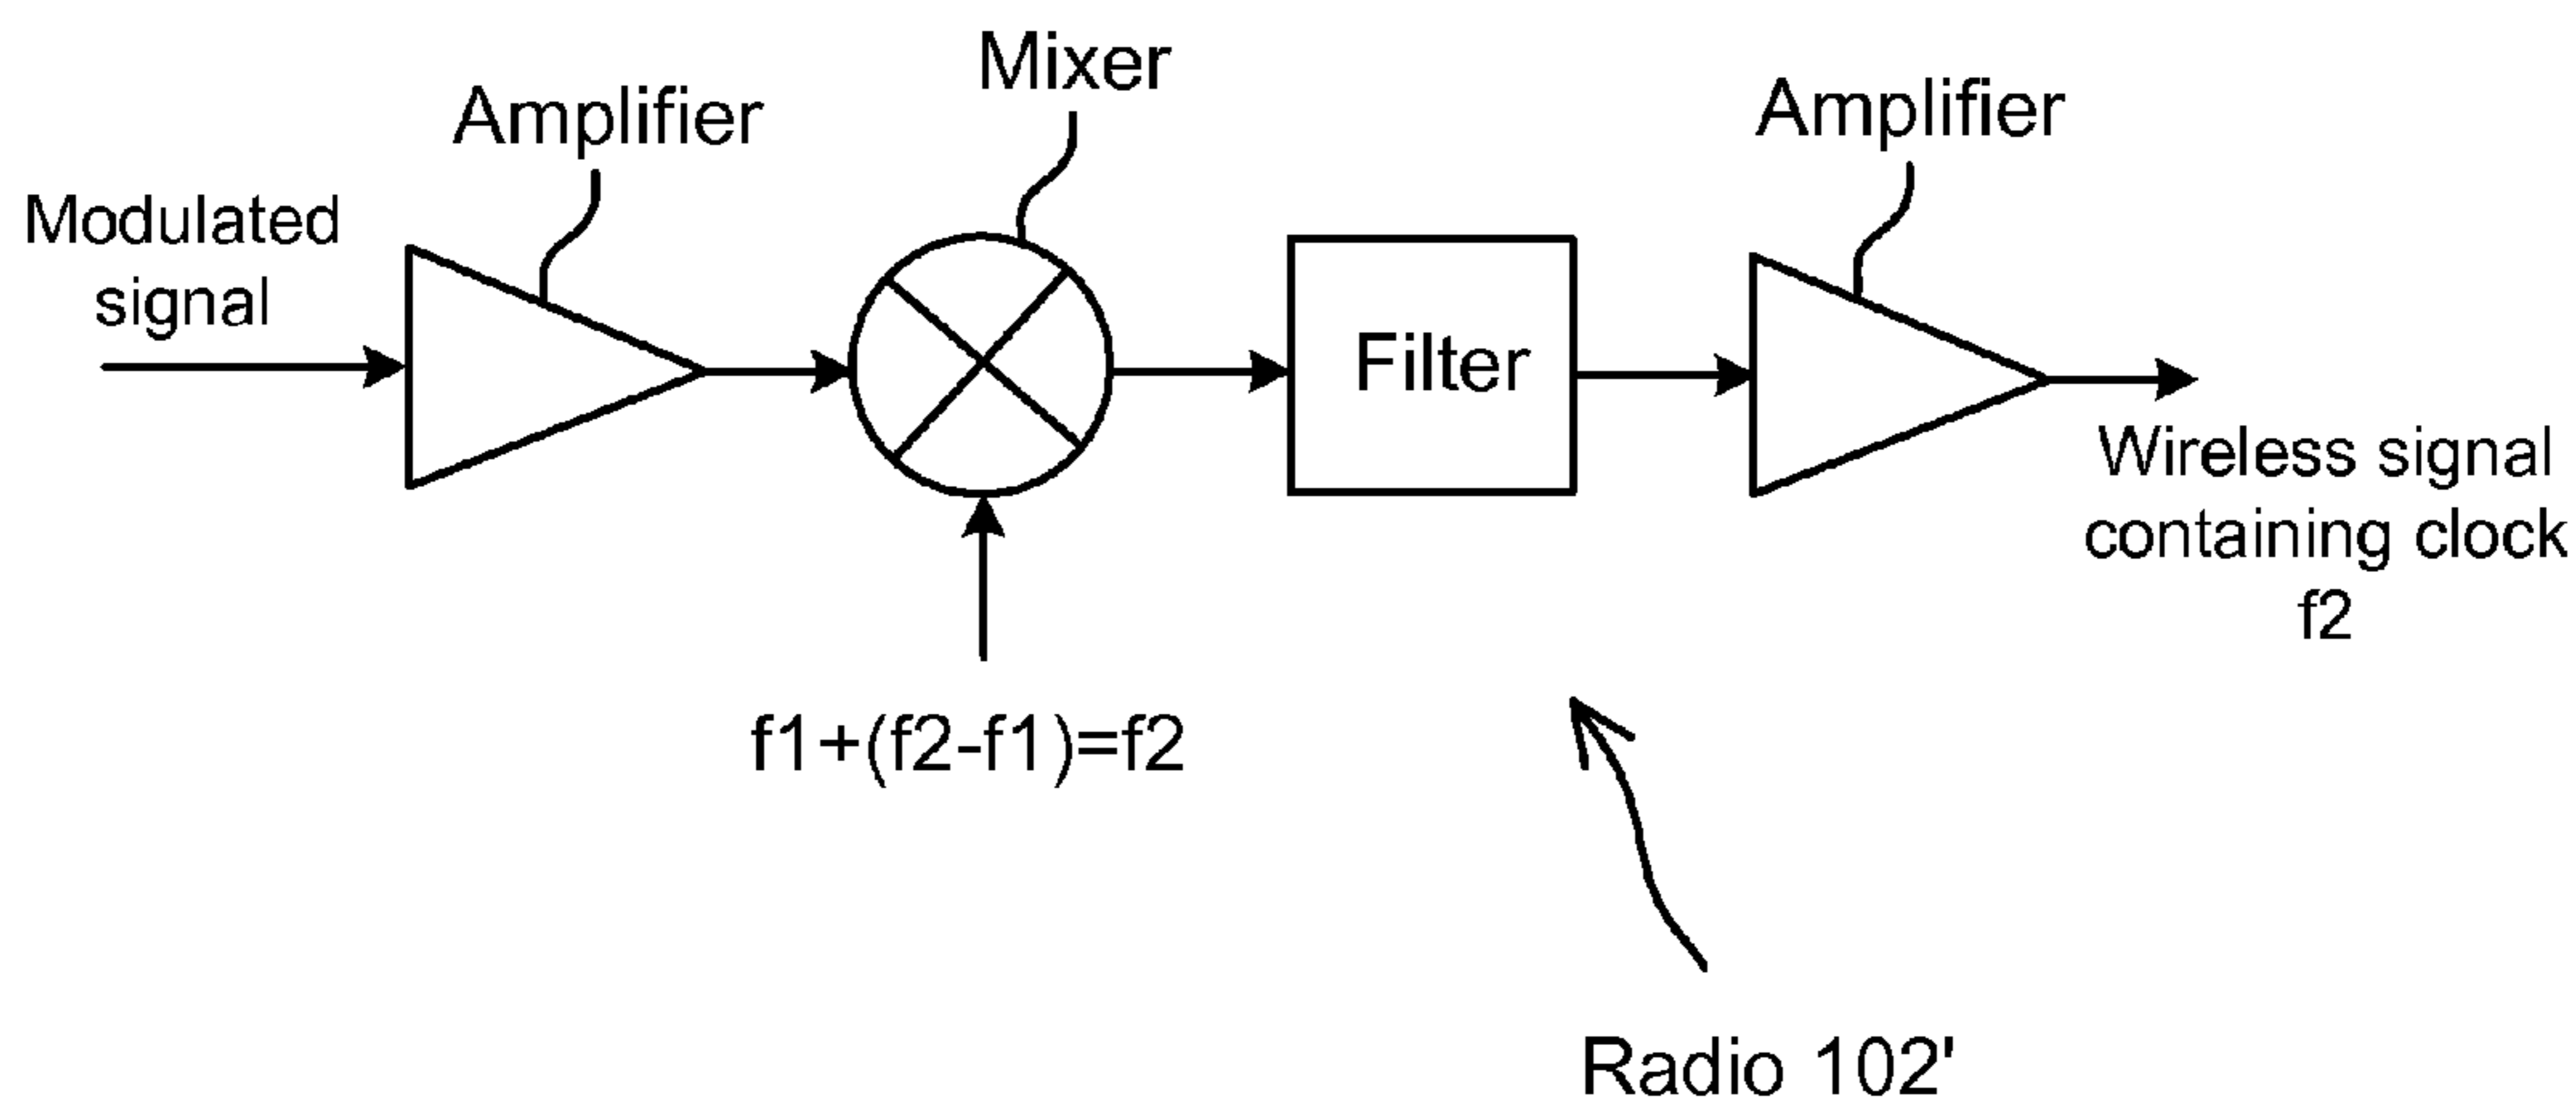 Mixer
Amplifier
Amplifier
Modulated
signal
Filter
Wireless signal
containing clock
f2
f1+(f2-f1)=f2
Radio 102'